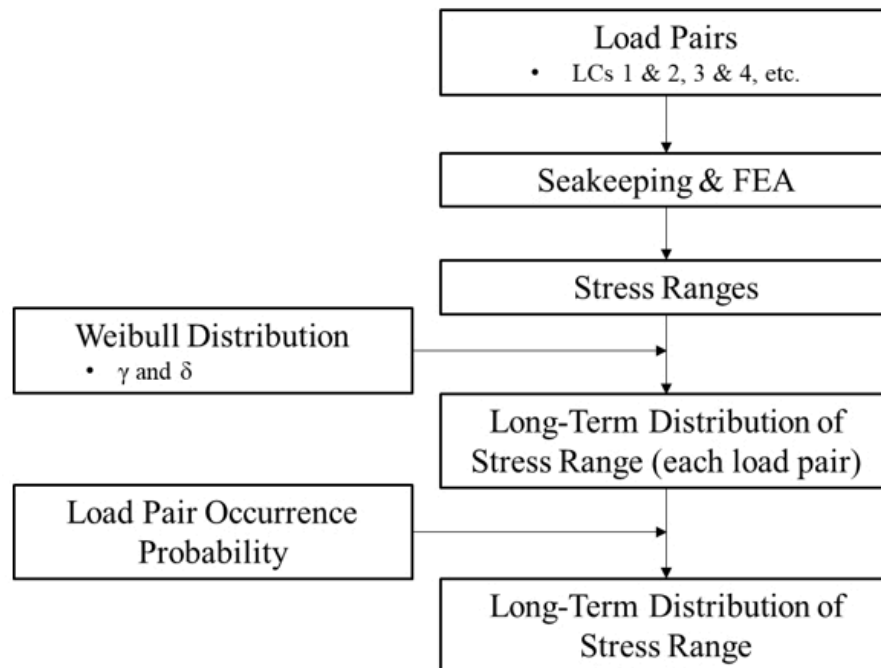 Load Pairs
• LCs 1 & 2, 3 & 4, etc.
Seakeeping & FEA
Stress Ranges
Weibull Distribution
• γ and δ
Long-Term Distribution of
Stress Range (each load pair)
Load Pair Occurrence
Probability
Long-Term Distribution of
Stress Range